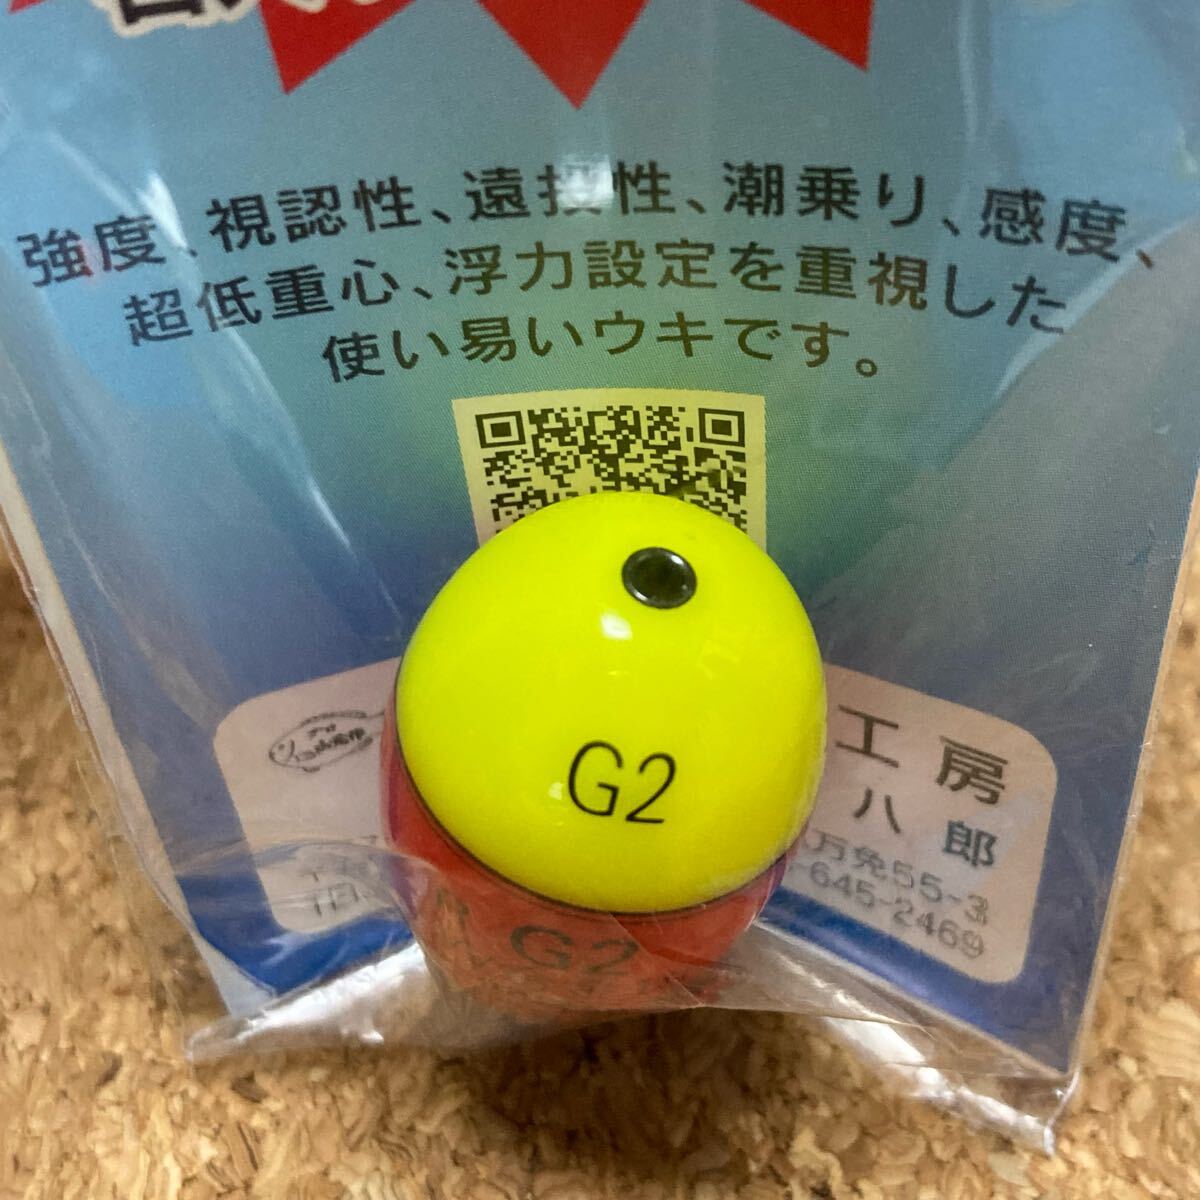 強度、視認性、遠投性、潮乗り、感度、
超低重心、浮力設定を重視した
使い易いウキです。
G2
工房
八郎
万免55-3
-645-2469
G2